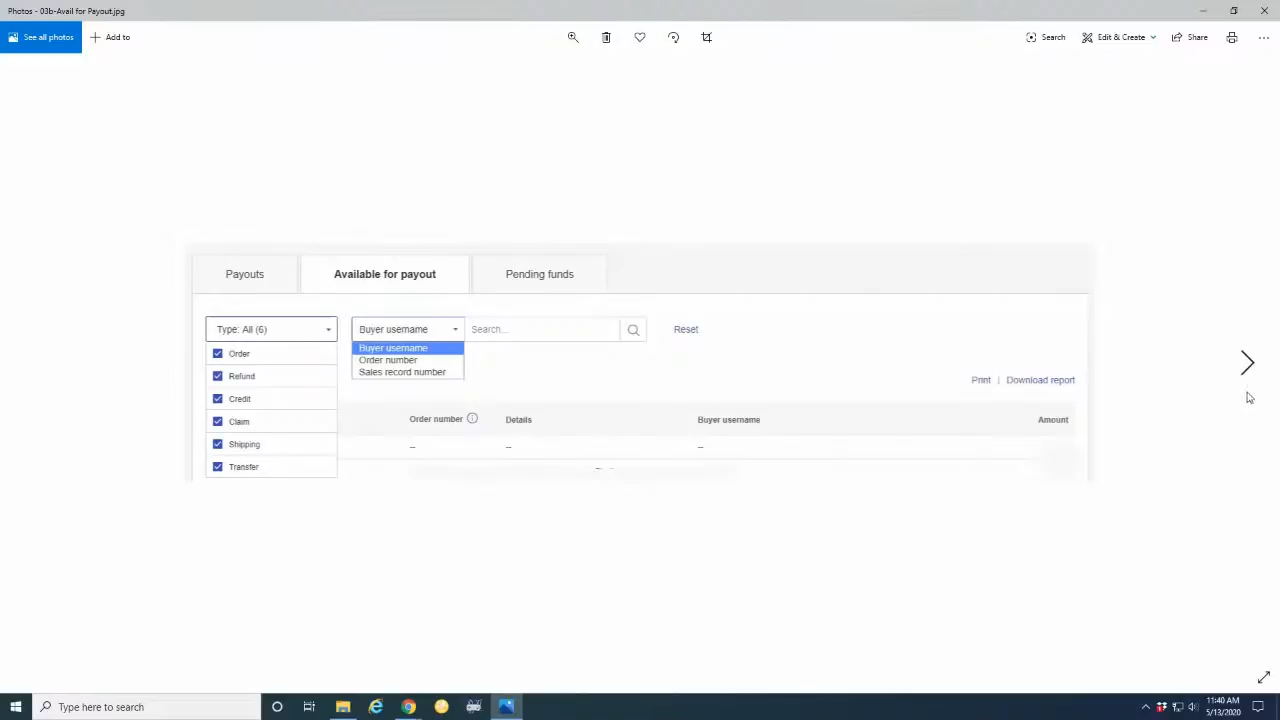 Photos - 03b-Avail for Payout.jpg
See all photos
Add to
Search
Edit & Create
Share
Payouts
Available for payout
Pending funds
Type: All (6)
Buyer username
Search...
Reset
Buyer username
Order
Order number
Sales record number
Refund
Print | Download report
Credit
Order number
Details
Buyer username
Amount
Claim
Shipping
--
--
--
Transfer
Type here to search
11:40 AM
5/13/2020